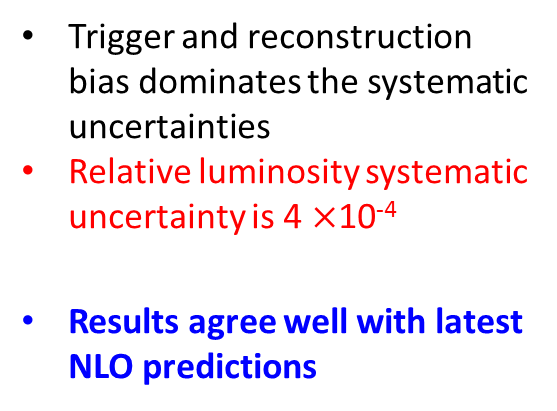 • Trigger and reconstruction
bias dominates the systematic
uncertainties
• Relative luminosity systematic
uncertainty is 4 ×10⁻⁴
• Results agree well with latest
NLO predictions